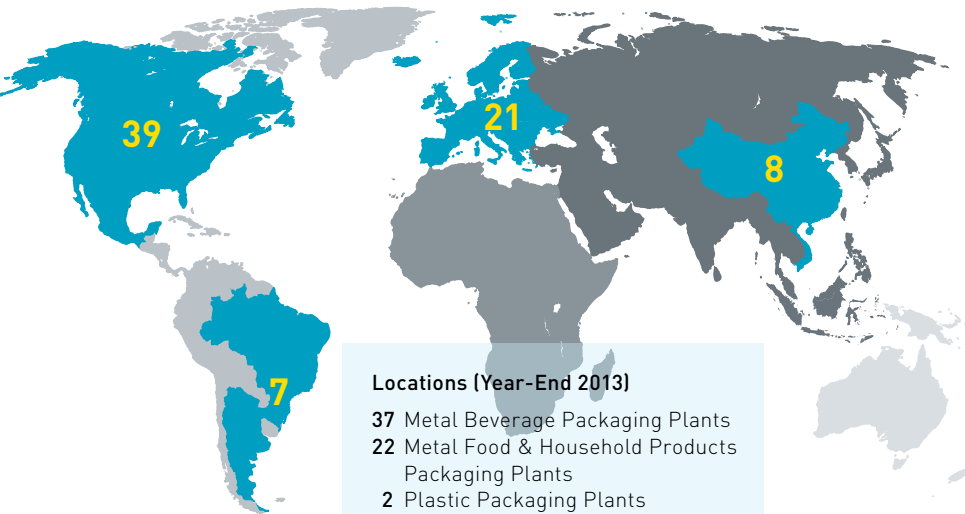 39
21
8
7
Locations (Year-End 2013)
37 Metal Beverage Packaging Plants
22 Metal Food & Household Products
Packaging Plants
2 Plastic Packaging Plants